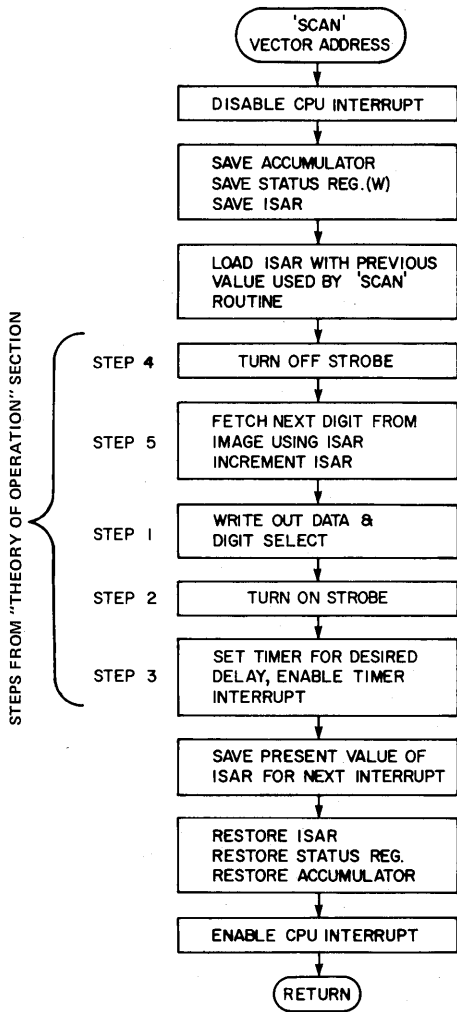 'SCAN'
VECTOR ADDRESS
DISABLE CPU INTERRUPT
SAVE ACCUMULATOR
SAVE STATUS REG.(W)
SAVE ISAR
LOAD ISAR WITH PREVIOUS
VALUE USED BY 'SCAN'
ROUTINE
STEPS FROM "THEORY OF OPERATION" SECTION
STEP 4
TURN OFF STROBE
STEP 5
FETCH NEXT DIGIT FROM
IMAGE USING ISAR
INCREMENT ISAR
STEP 1
WRITE OUT DATA &
DIGIT SELECT
STEP 2
TURN ON STROBE
STEP 3
SET TIMER FOR DESIRED
DELAY, ENABLE TIMER
INTERRUPT
SAVE PRESENT VALUE OF
ISAR FOR NEXT INTERRUPT
RESTORE ISAR
RESTORE STATUS REG.
RESTORE ACCUMULATOR
ENABLE CPU INTERRUPT
RETURN